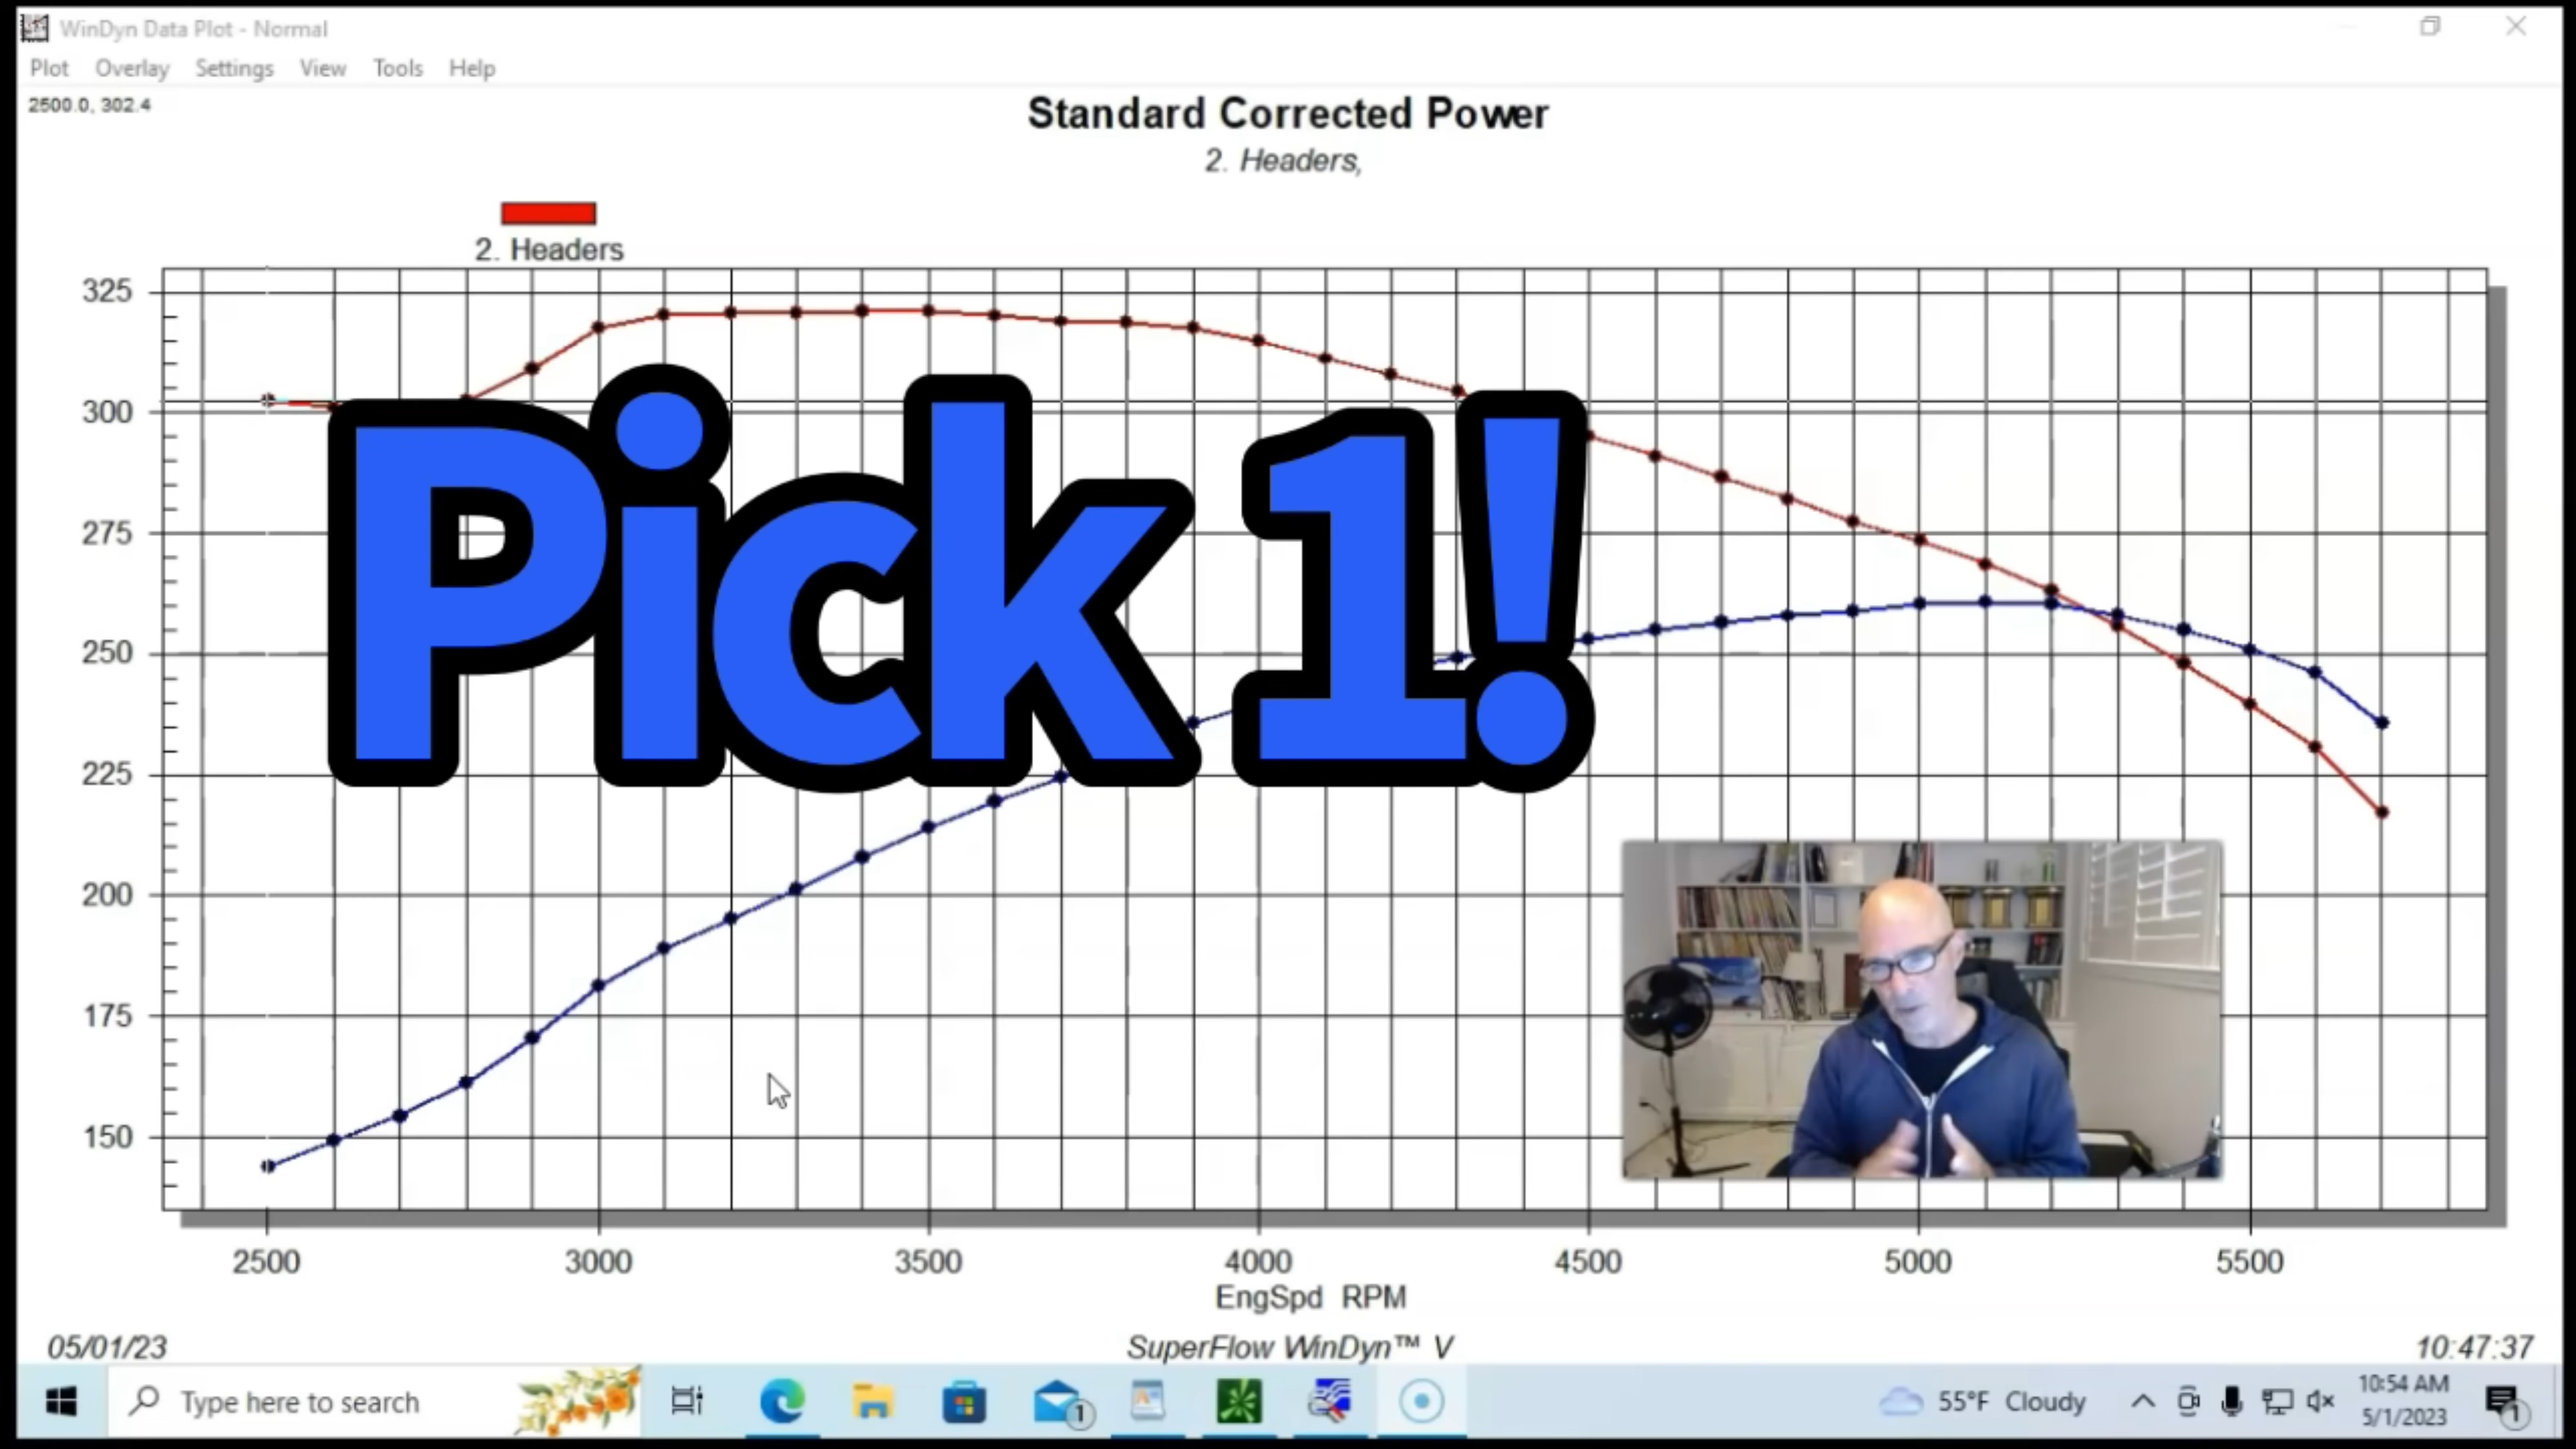 WinDyn Data Plot - Normal
Plot Overlay Settings View Tools Help
2500.0, 302.4
Standard Corrected Power
2. Headers,
2. Headers
325
300
275
250
225
200
175
150
Pick 1!
2500 3000 3500 4000 4500 5000 5500
EngSpd RPM
05/01/23
SuperFlow WinDyn™ V
10:47:37
Type here to search
1
55°F Cloudy
10:54 AM
5/1/2023
1